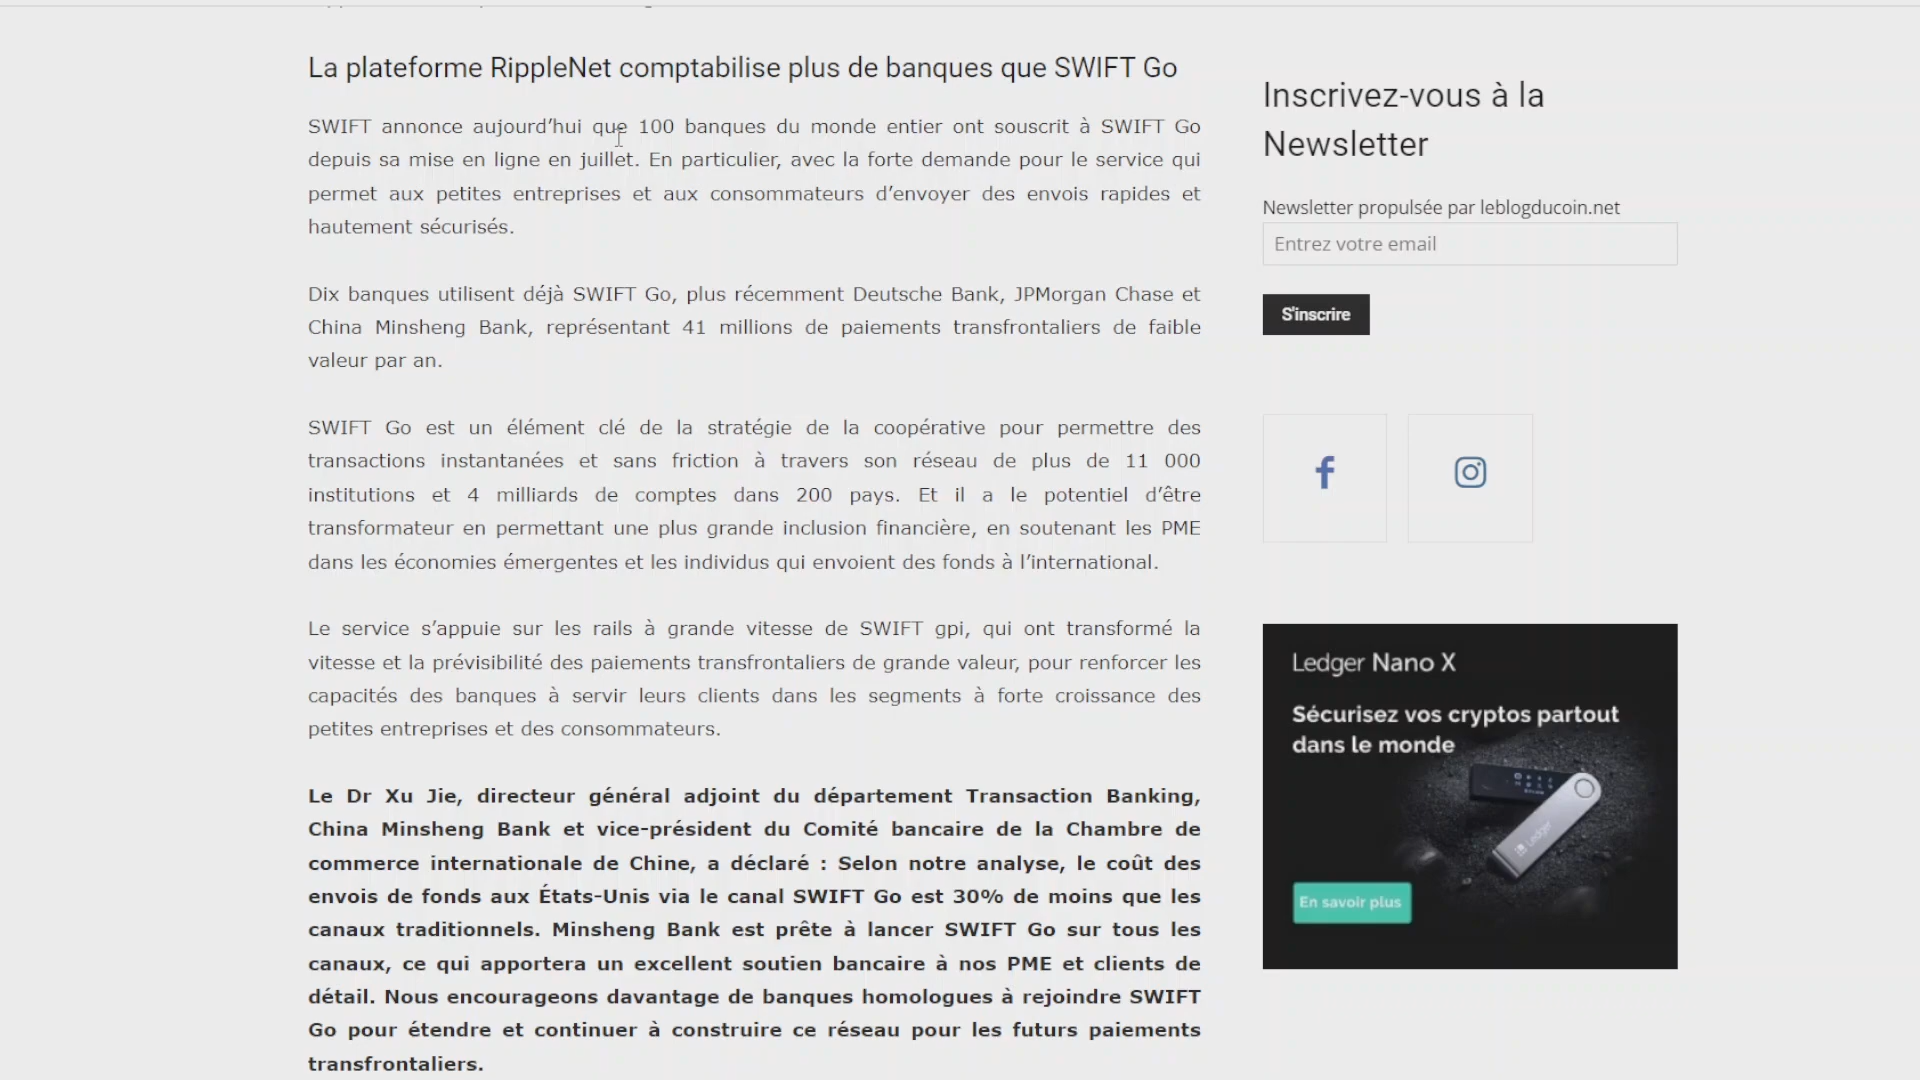 La plateforme RippleNet comptabilise plus de banques que SWIFT Go
SWIFT annonce aujourd’hui que 100 banques du monde entier ont souscrit à SWIFT Go
depuis sa mise en ligne en juillet. En particulier, avec la forte demande pour le service qui
permet aux petites entreprises et aux consommateurs d’envoyer des envois rapides et
hautement sécurisés.
Dix banques utilisent déjà SWIFT Go, plus récemment Deutsche Bank, JPMorgan Chase et
China Minsheng Bank, représentant 41 millions de paiements transfrontaliers de faible
valeur par an.
SWIFT Go est un élément clé de la stratégie de la coopérative pour permettre des
transactions instantanées et sans friction à travers son réseau de plus de 11 000
institutions et 4 milliards de comptes dans 200 pays. Et il a le potentiel d’être
transformateur en permettant une plus grande inclusion financière, en soutenant les PME
dans les économies émergentes et les individus qui envoient des fonds à l’international.
Le service s’appuie sur les rails à grande vitesse de SWIFT gpi, qui ont transformé la
vitesse et la prévisibilité des paiements transfrontaliers de grande valeur, pour renforcer les
capacités des banques à servir leurs clients dans les segments à forte croissance des
petites entreprises et des consommateurs.
Le Dr Xu Jie, directeur général adjoint du département Transaction Banking,
China Minsheng Bank et vice-président du Comité bancaire de la Chambre de
commerce internationale de Chine, a déclaré : Selon notre analyse, le coût des
envois de fonds aux États-Unis via le canal SWIFT Go est 30% de moins que les
canaux traditionnels. Minsheng Bank est prête à lancer SWIFT Go sur tous les
canaux, ce qui apportera un excellent soutien bancaire à nos PME et clients de
détail. Nous encourageons davantage de banques homologues à rejoindre SWIFT
Go pour étendre et continuer à construire ce réseau pour les futurs paiements
transfrontaliers.
Inscrivez-vous à la
Newsletter
Newsletter propulsée par leblogducoin.net
Entrez votre email
S'inscrire
Ledger Nano X
Sécurisez vos cryptos partout
dans le monde
Ledger
En savoir plus